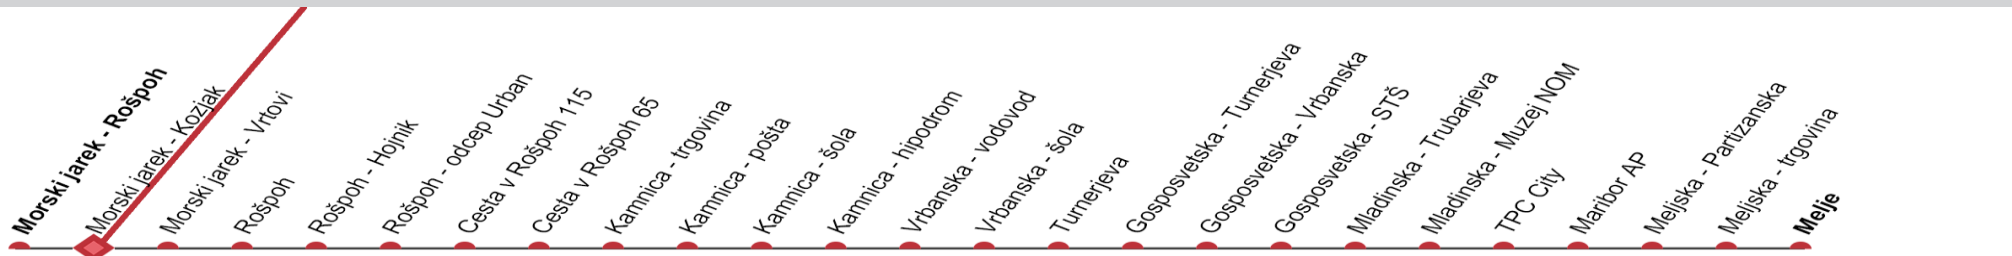 Morski jarek - Rošpoh
Morski jarek - Kozjak
Morski jarek - Vrtovi
Rošpoh
Rošpoh - Hojnik
Rošpoh - odcep Urban
Cesta v Rošpoh 115
Cesta v Rošpoh 65
Kamnica - trgovina
Kamnica - pošta
Kamnica - šola
Kamnica - hipodrom
Vrbanska - vodovod
Vrbanska - šola
Turnerjeva
Gosposvetska - Turnerjeva
Gosposvetska - Vrbanska
Gosposvetska - STŠ
Mladinska - Trubarjeva
Mladinska - Muzej NOM
TPC City
Maribor AP
Meljska - Partizanska
Meljska - trgovina
Melje